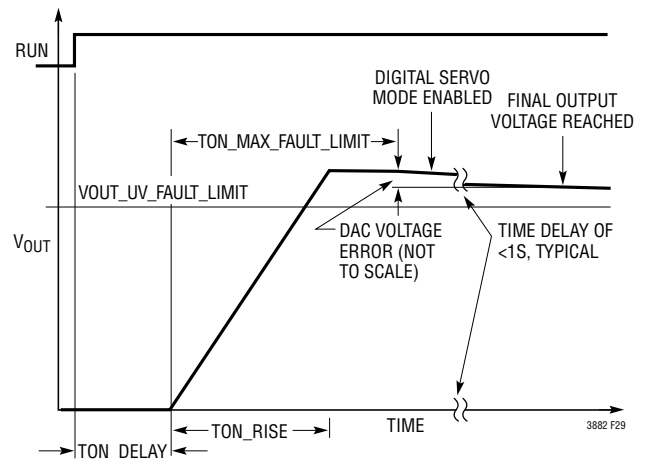 RUN
DIGITAL SERVO
MODE ENABLED
FINAL OUTPUT
VOLTAGE REACHED
TON_MAX_FAULT_LIMIT
VOUT_UV_FAULT_LIMIT
VOUT
DAC VOLTAGE
ERROR (NOT
TO SCALE)
TIME DELAY OF
<1S, TYPICAL
TON_RISE
TIME
3882 F29
TON_DELAY